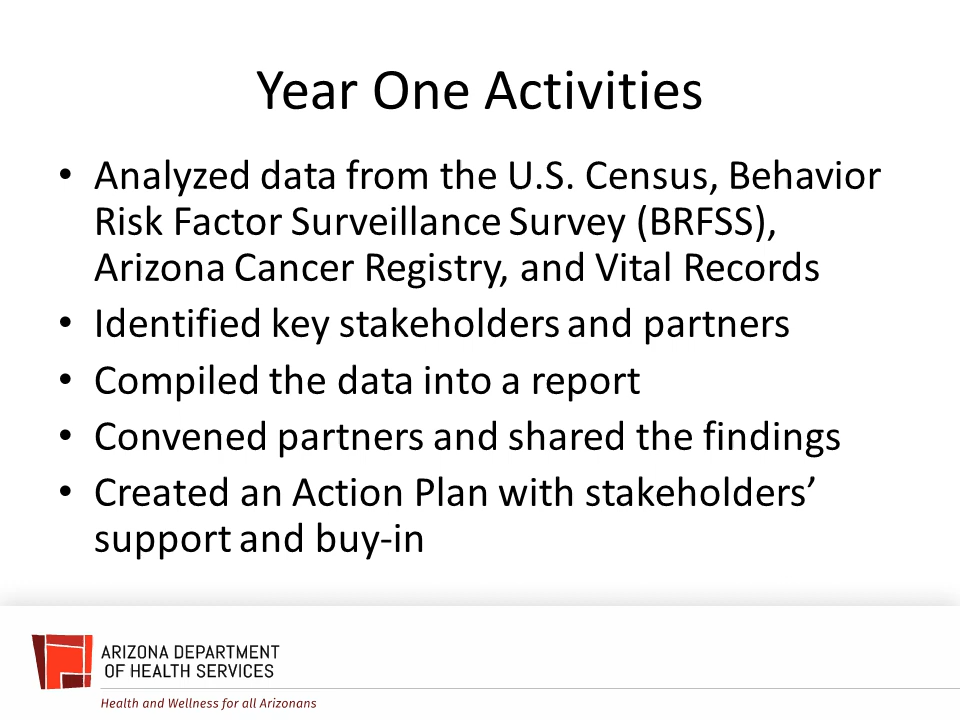 Year One Activities
• Analyzed data from the U.S. Census, Behavior
Risk Factor Surveillance Survey (BRFSS),
Arizona Cancer Registry, and Vital Records
• Identified key stakeholders and partners
• Compiled the data into a report
• Convened partners and shared the findings
• Created an Action Plan with stakeholders’
support and buy-in
ARIZONA DEPARTMENT
OF HEALTH SERVICES
Health and Wellness for all Arizonans